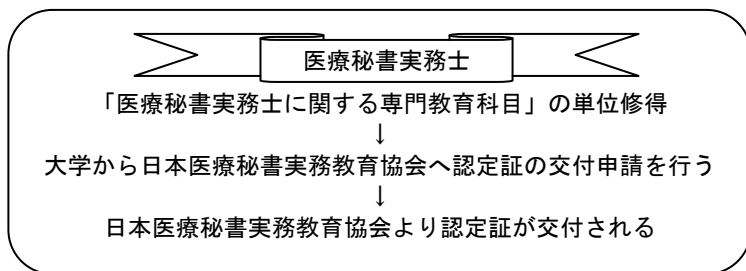 医療秘書実務士
「医療秘書実務士に関する専門教育科目」の単位修得
↓
大学から日本医療秘書実務教育協会へ認定証の交付申請を行う
↓
日本医療秘書実務教育協会より認定証が交付される